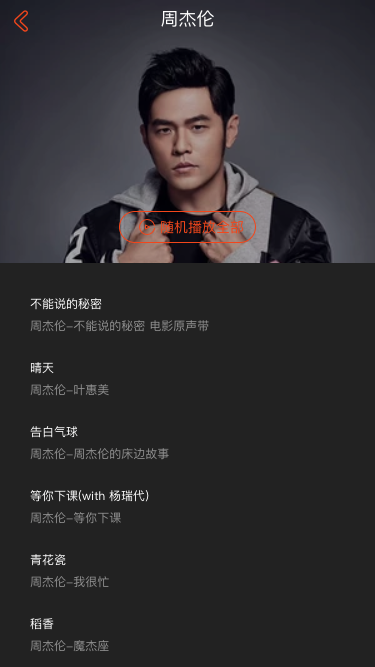 周杰伦
随机播放全部
不能说的秘密
周杰伦-不能说的秘密 电影原声带
晴天
周杰伦-叶惠美
告白气球
周杰伦-周杰伦的床边故事
等你下课(with 杨瑞代)
周杰伦-等你下课
青花瓷
周杰伦-我很忙
稻香
周杰伦-魔杰座